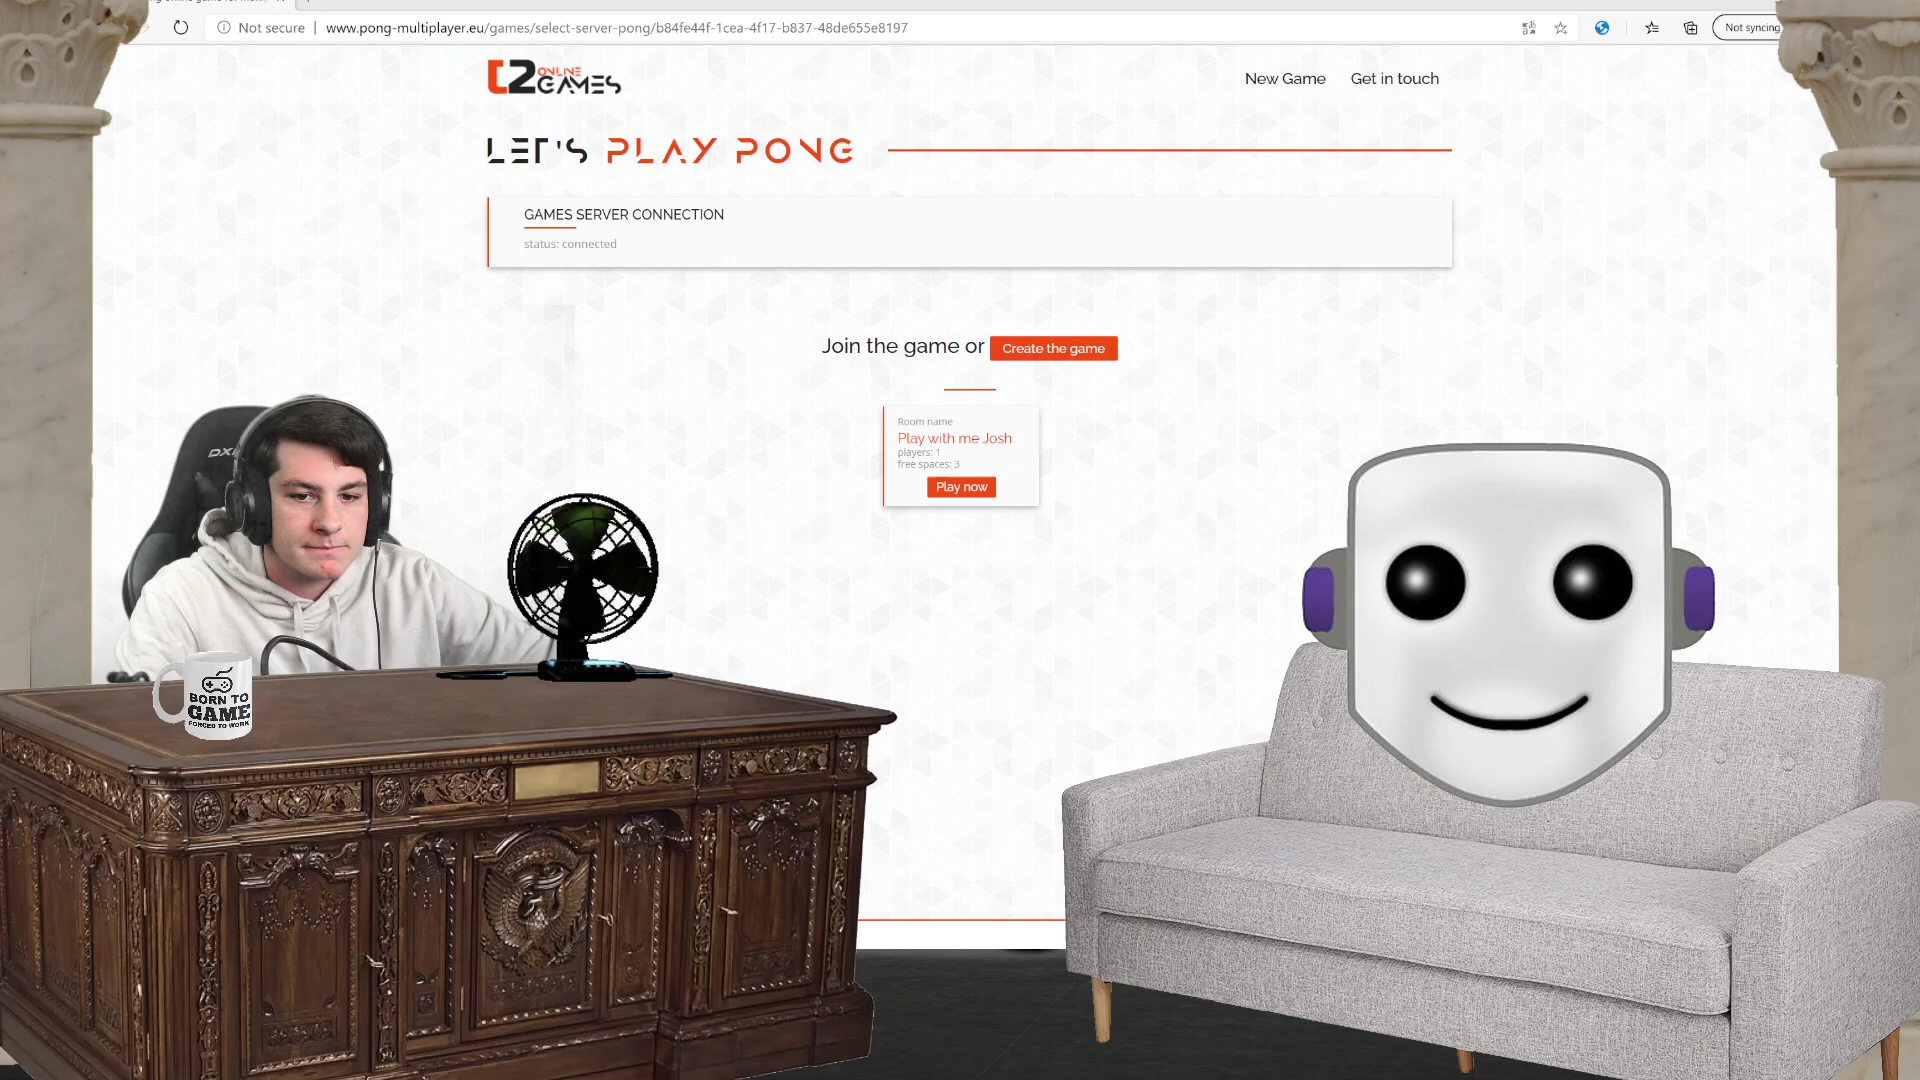 Not secure | www.pong-multiplayer.eu/games/select-server-pong/b84fe44f-1cea-4f17-b837-48de655e8197
Not syncing
C2 ONLINE GAMES
New Game
Get in touch
LET'S PLAY PONG
GAMES SERVER CONNECTION
status: connected
Join the game or Create the game
Room name
Play with me Josh
players: 1
free spaces: 3
Play now
BORN TO
GAME
FORCED TO WORK